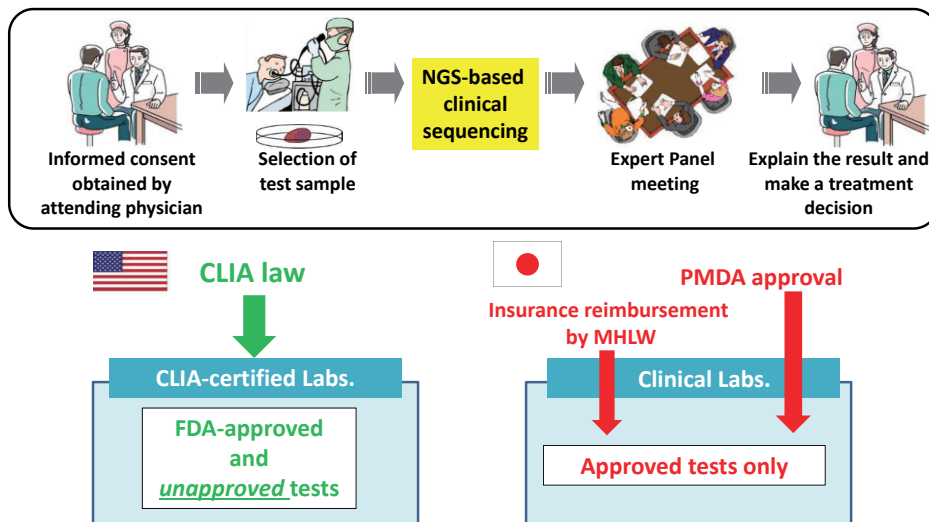 Informed consent
obtained by
attending physician
Selection of
test sample
NGS-based
clinical
sequencing
Expert Panel
meeting
Explain the result and
make a treatment
decision
CLIA law
CLIA-certified Labs.
FDA-approved
and
unapproved tests
PMDA approval
Insurance reimbursement
by MHLW
Clinical Labs.
Approved tests only